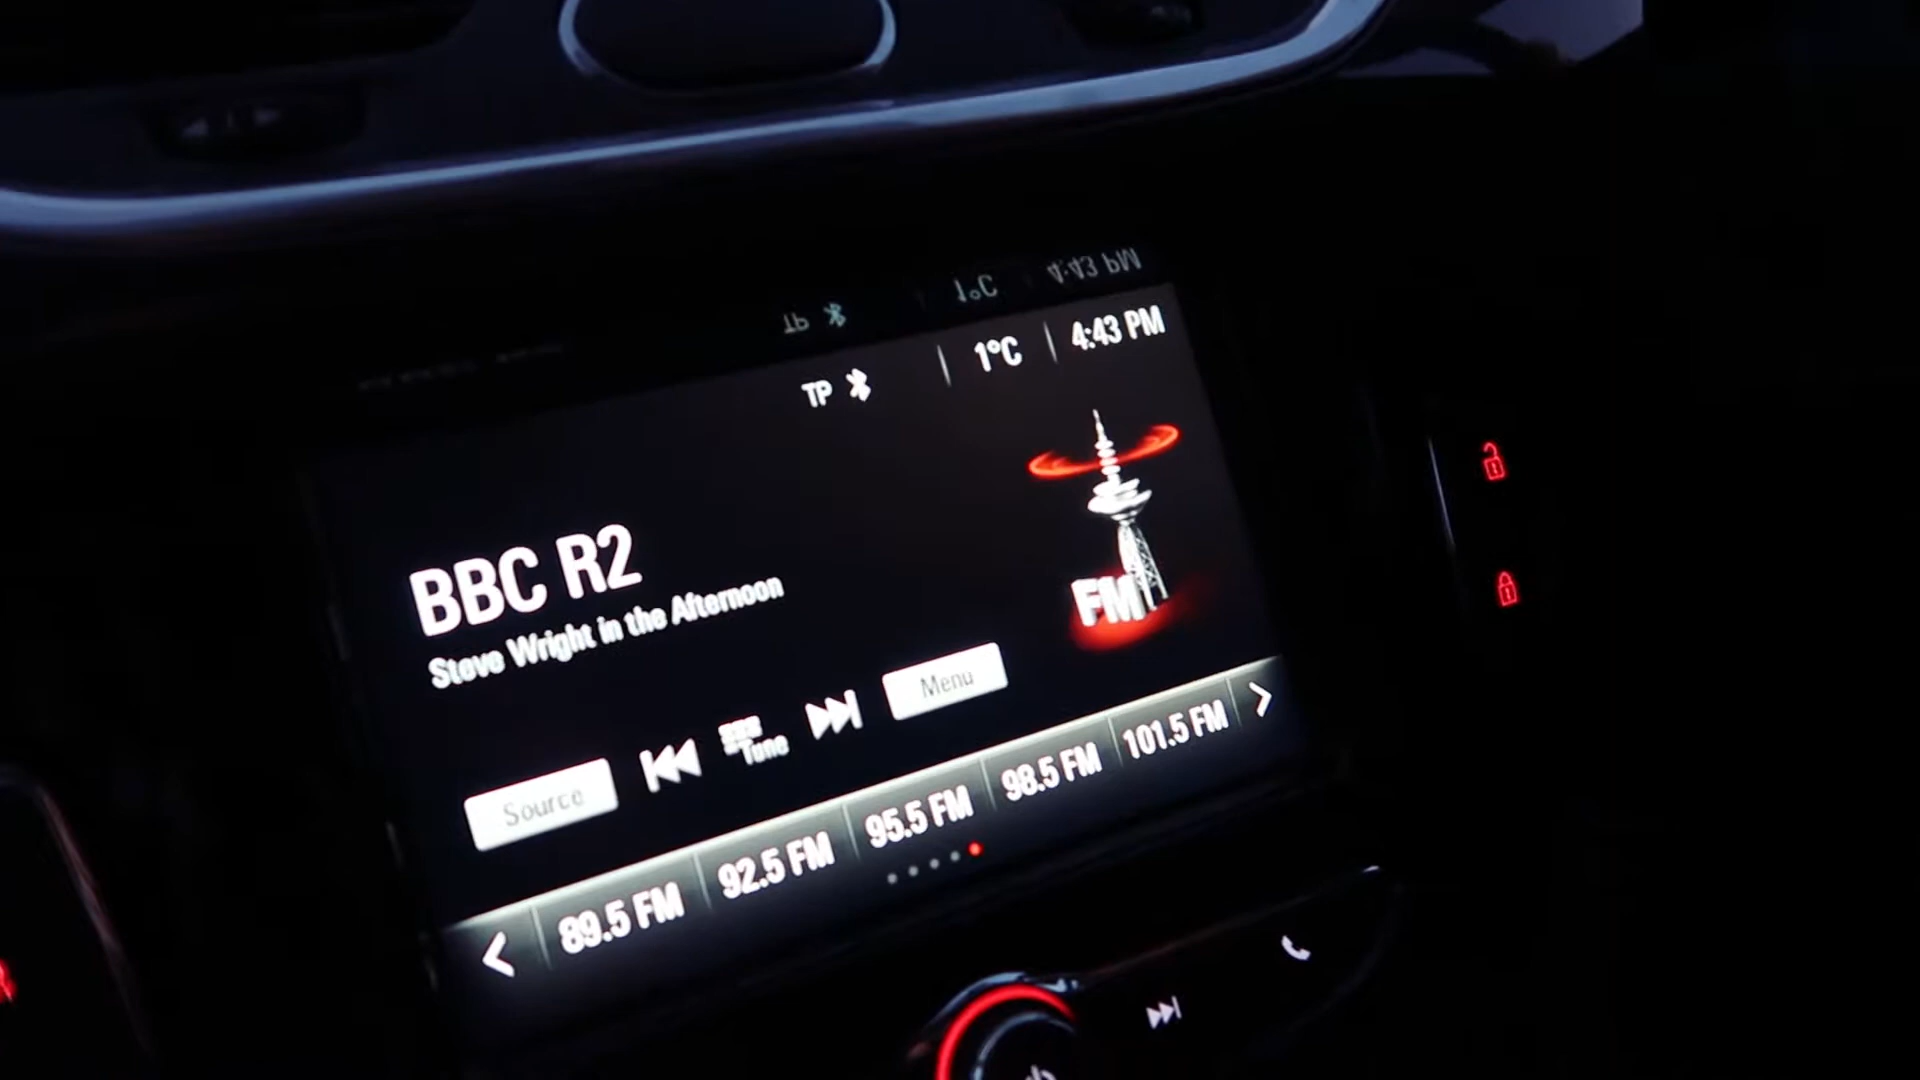 TP 1°C 4:43 PM
BBC R2
Steve Wright in the Afternoon
FM
Source Tune Menu
89.5 FM 92.5 FM 95.5 FM 98.5 FM 101.5 FM